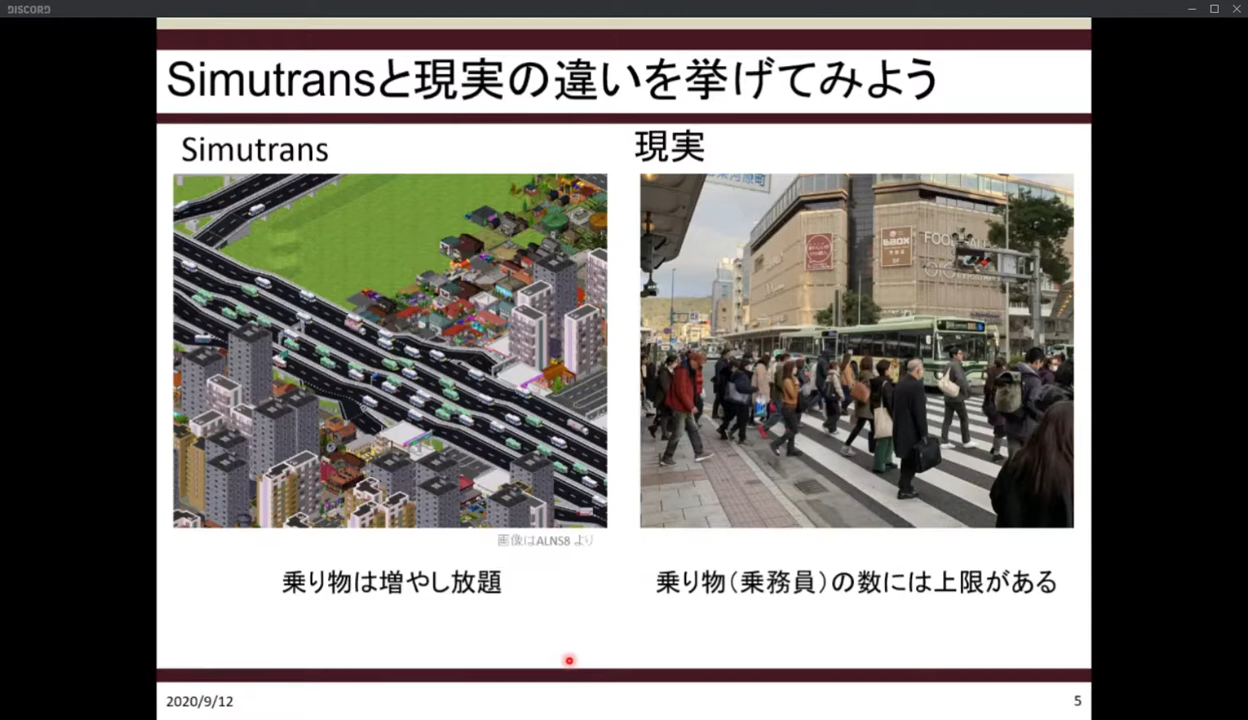 DISCORD
Simutransと現実の違いを挙げてみよう
Simutrans
現実
画像はALNS8 より
乗り物は増やし放題
乗り物（乗務員）の数には上限がある
2020/9/12
5